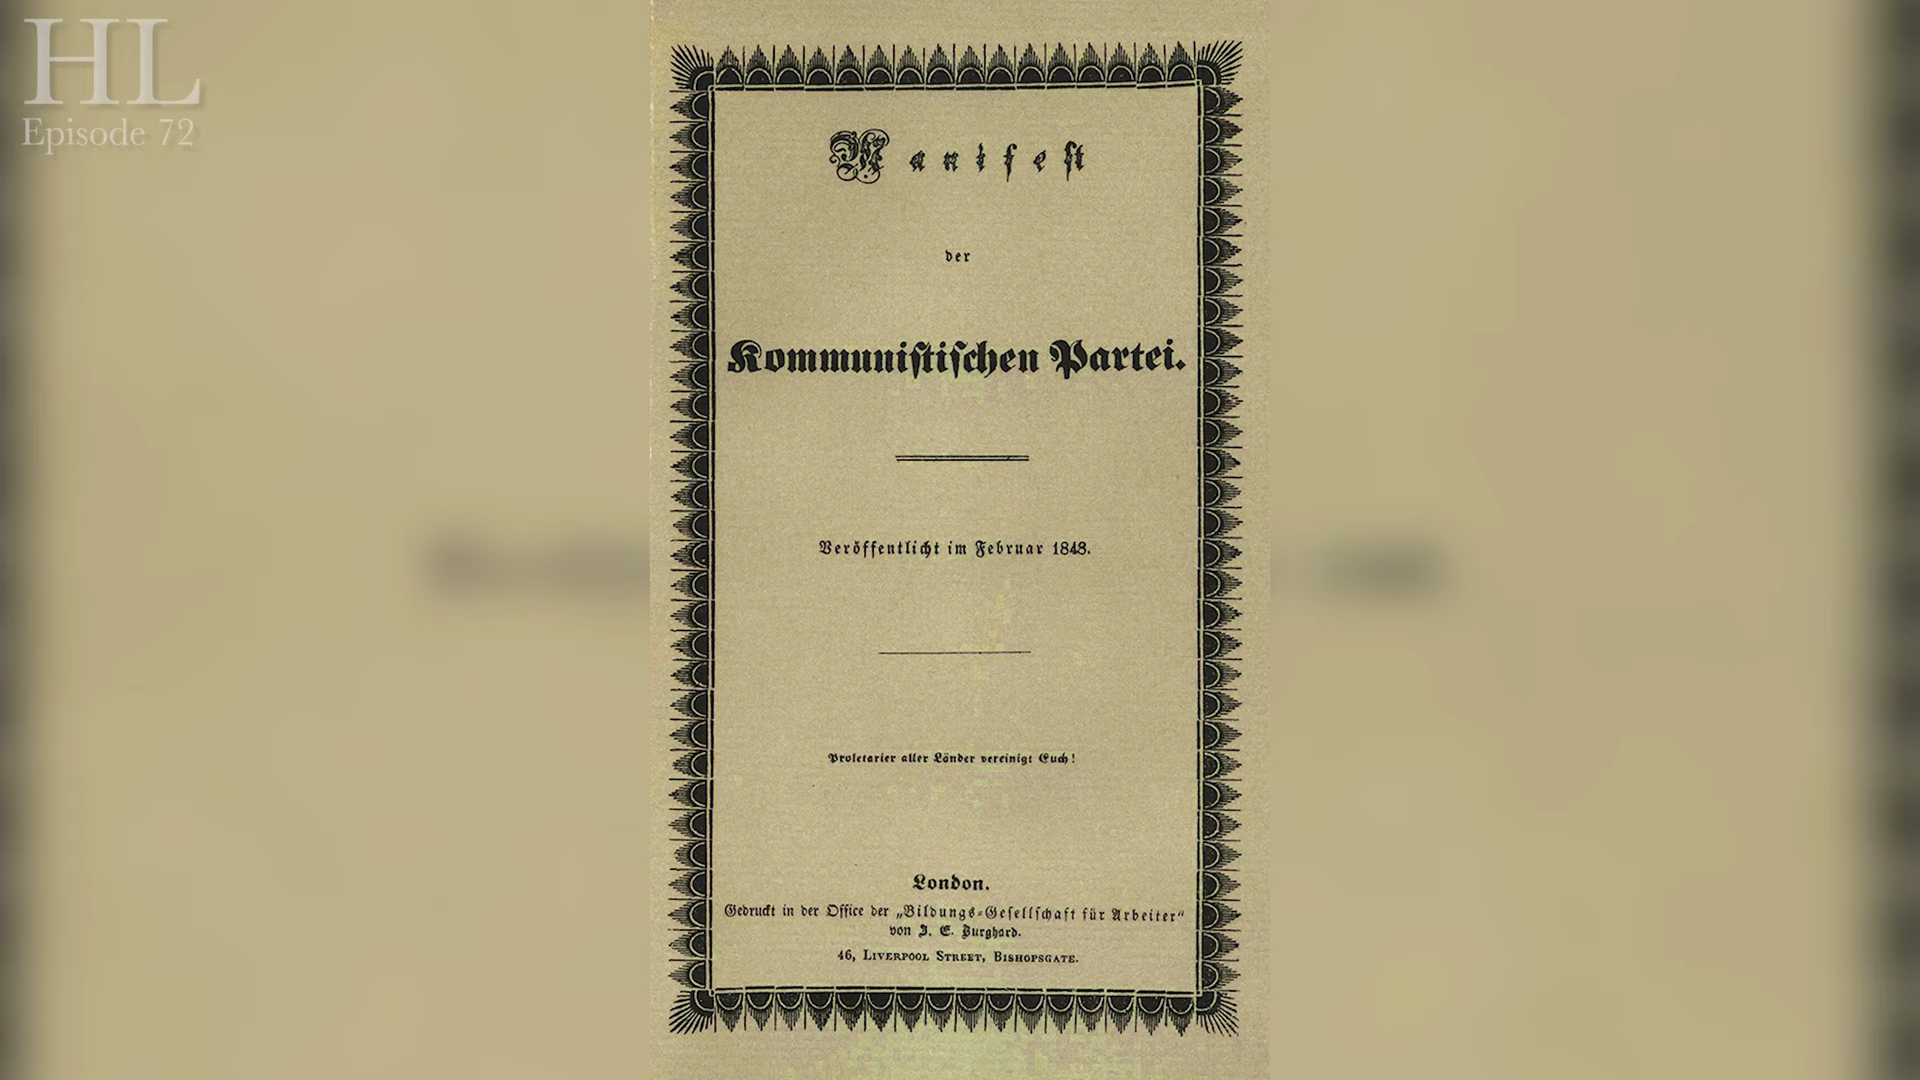 HL
Episode 72
Manifest
der
Kommunistischen Partei.
Veröffentlicht im Februar 1848.
Proletarier aller Länder vereinigt Euch!
London.
Gedruckt in der Office der „Bildungs=Gesellschaft für Arbeiter“
von J. E. Burghard.
46, LIVERPOOL STREET, BISHOPSGATE.